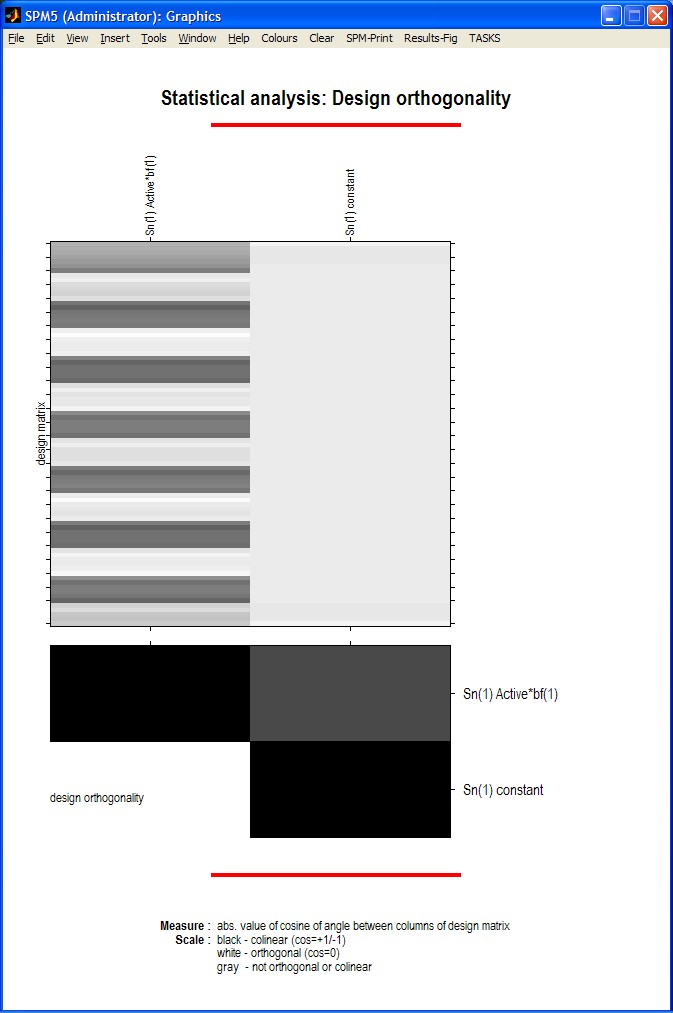 SPM5 (Administrator): Graphics
File Edit View Insert Tools Window Help Colours Clear SPM-Print Results-Fig TASKS
Statistical analysis: Design orthogonality
Sn(1) Active*bf(1)
Sn(1) constant
design matrix
Sn(1) Active*bf(1)
Sn(1) constant
design orthogonality
Measure : abs. value of cosine of angle between columns of design matrix
Scale : black - colinear (cos=+1/-1)
white - orthogonal (cos=0)
gray - not orthogonal or colinear